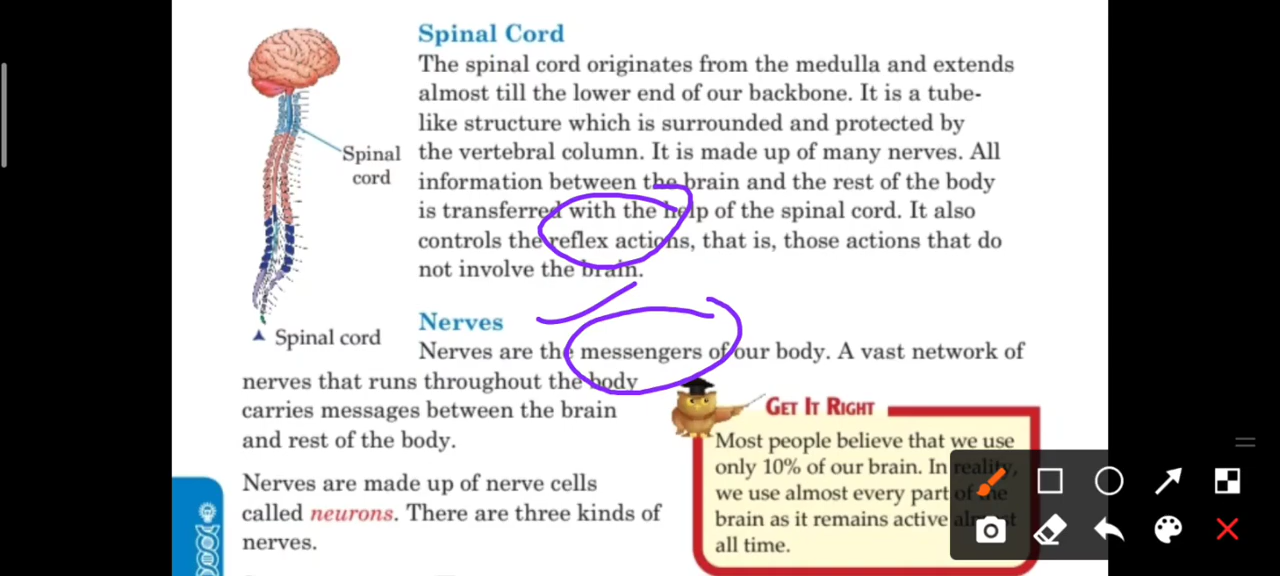 Spinal Cord
The spinal cord originates from the medulla and extends
almost till the lower end of our backbone. It is a tube-
like structure which is surrounded and protected by
the vertebral column. It is made up of many nerves. All
information between the brain and the rest of the body
is transferred with the help of the spinal cord. It also
controls the reflex actions, that is, those actions that do
not involve the brain.
Spinal
cord
Spinal cord
Nerves
Nerves are the messengers of our body. A vast network of
nerves that runs throughout the body
carries messages between the brain
and rest of the body.
Nerves are made up of nerve cells
called neurons. There are three kinds of
nerves.
GET IT RIGHT
Most people believe that we use
only 10% of our brain. In reality,
we use almost every part of the
brain as it remains active almost
all time.